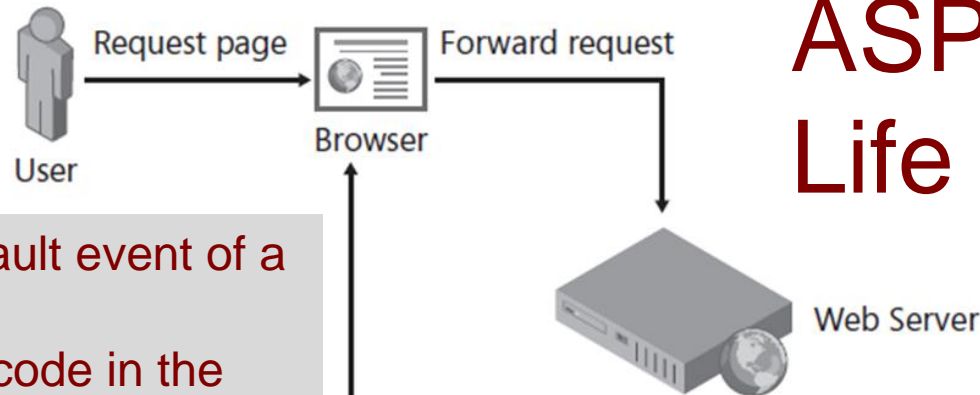 ASP
Life
Request page
Forward request
Browser
User
ault event of a
code in the
Web Server